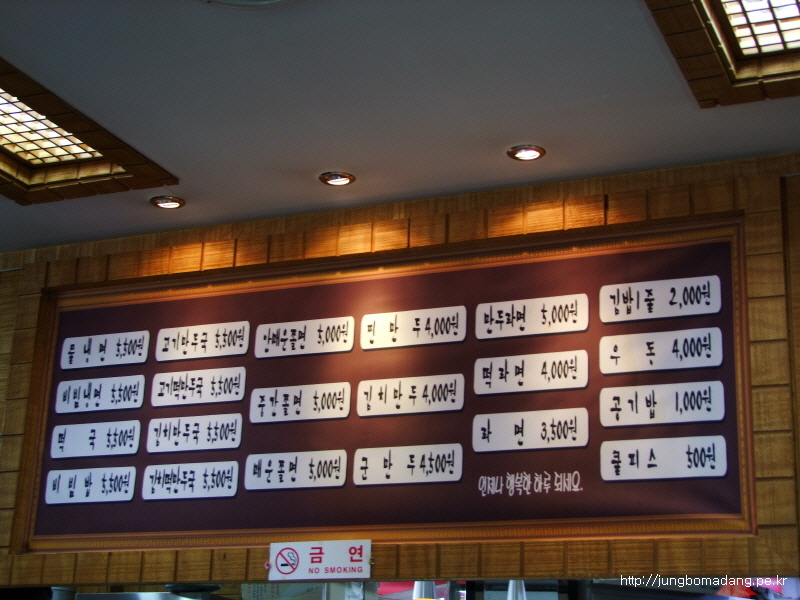 물냉면 5,500원
비빔냉면 5,500원
떡국 5,500원
비빔밥 5,500원
고기만두국 5,500원
고기떡만두국 5,500원
김치만두국 5,500원
김치떡만두국 5,500원
안매운쫄면 5,000원
중간쫄면 5,000원
매운쫄면 5,000원
찐만두 4,000원
김치만두 4,000원
군만두 4,500원
만두라면 5,000원
떡라면 4,000원
라면 3,500원
김밥1줄 2,000원
우동 4,000원
공기밥 1,000원
쿨피스 500원
언제나 행복한 하루 되세요.
금연
NO SMOKING
http://jungbomadang.pe.kr